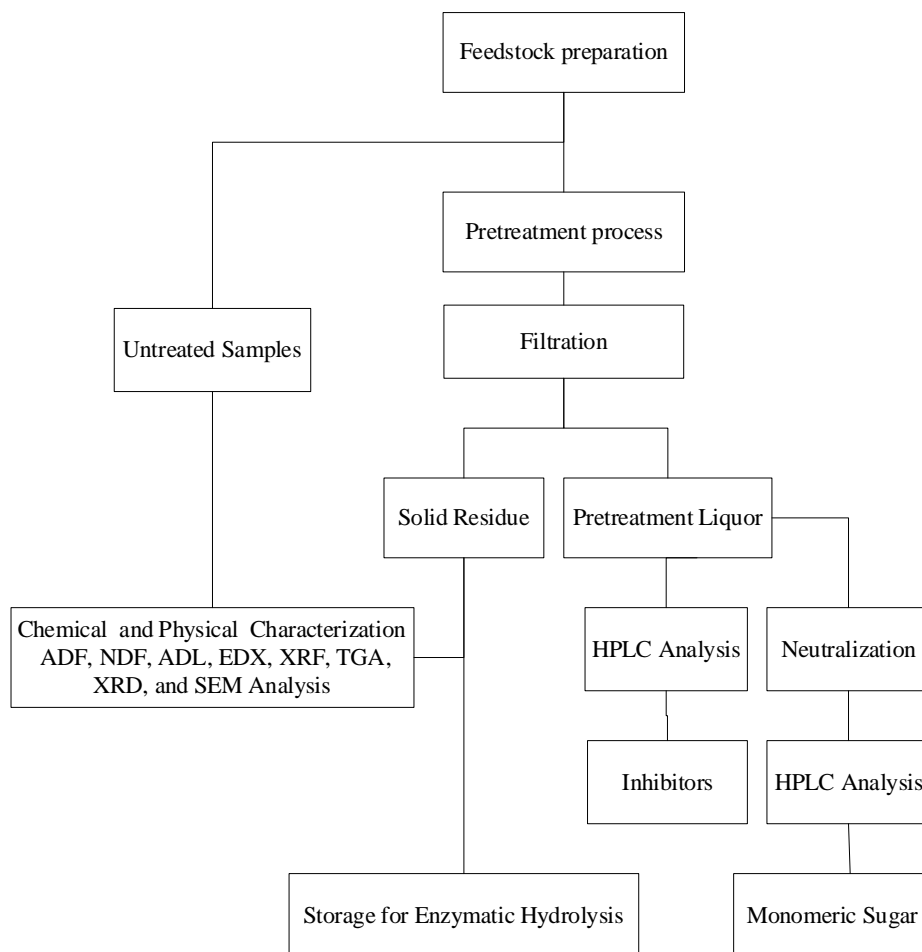 Feedstock preparation
Pretreatment process
Untreated Samples
Filtration
Solid Residue
Pretreatment Liquor
Chemical and Physical Characterization
ADF, NDF, ADL, EDX, XRF, TGA,
XRD, and SEM Analysis
HPLC Analysis
Neutralization
Inhibitors
HPLC Analysis
Storage for Enzymatic Hydrolysis
Monomeric Sugar